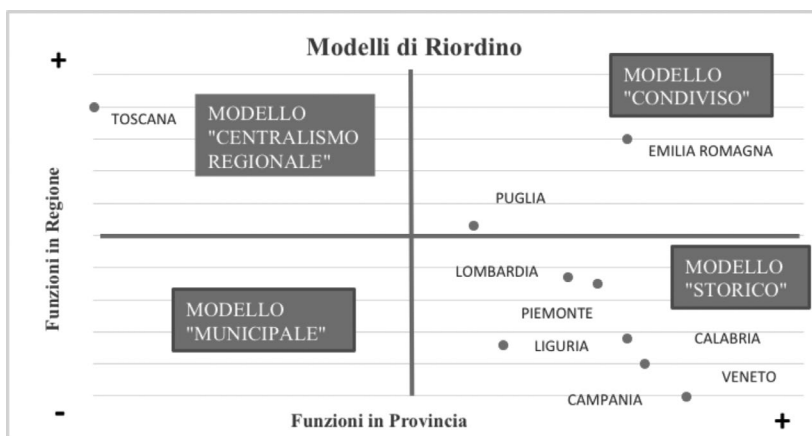 Modelli di Riordino
+
MODELLO
"CONDIVISO"
MODELLO
"CENTRALISMO
REGIONALE"
TOSCANA
EMILIA ROMAGNA
PUGLIA
Funzioni in Regione
LOMBARDIA
MODELLO
"STORICO"
PIEMONTE
MODELLO
"MUNICIPALE"
LIGURIA
CALABRIA
VENETO
CAMPANIA
-
Funzioni in Provincia
+